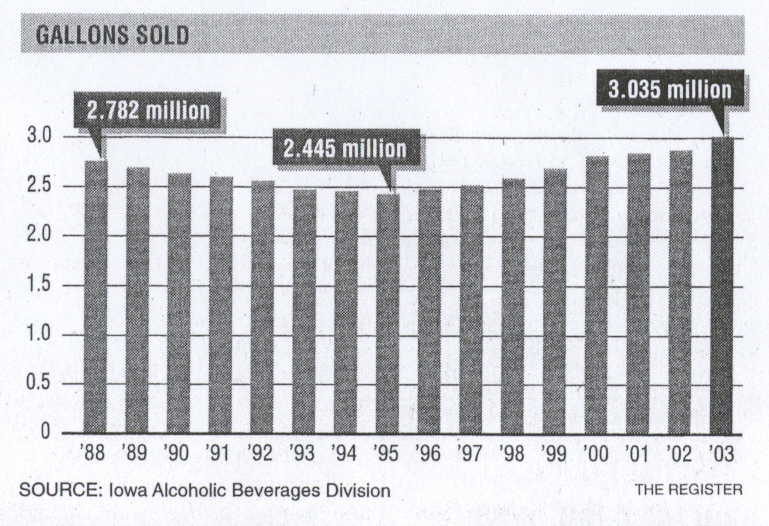 GALLONS SOLD
3.035 million
2.782 million
2.445 million
3.0
2.5
2.0
1.5
1.0
0.5
0
'88 '89 '90 '91 '92 '93 '94 '95 '96 '97 '98 '99 '00 '01 '02 '03
SOURCE: Iowa Alcoholic Beverages Division
THE REGISTER